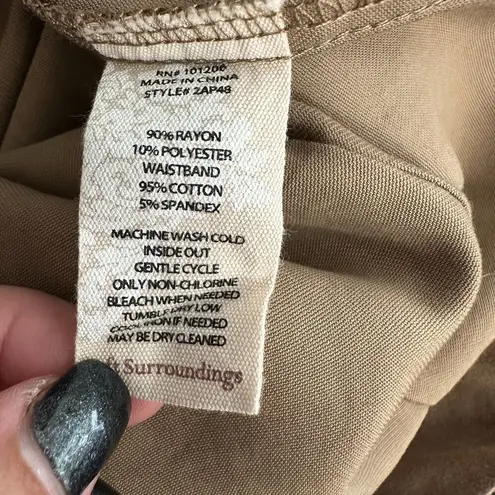 RN# 101206
MADE IN CHINA
STYLE# 2AP48
90% RAYON
10% POLYESTER
WAISTBAND
95% COTTON
5% SPANDEX
MACHINE WASH COLD
INSIDE OUT
GENTLE CYCLE
ONLY NON-CHLORINE
BLEACH WHEN NEEDED
TUMBLE DRY LOW
COOL IRON IF NEEDED
MAY BE DRY CLEANED
ft Surroundings